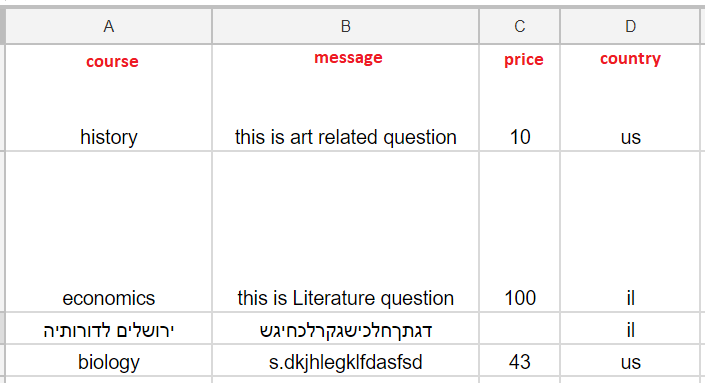 A B C D
course message price country
history this is art related question 10 us
economics this is Literature question 100 il
ירושלים לדורותיה דגתךחלכישגקרלכחיגש il
biology s.dkjhlegklfdasfsd 43 us